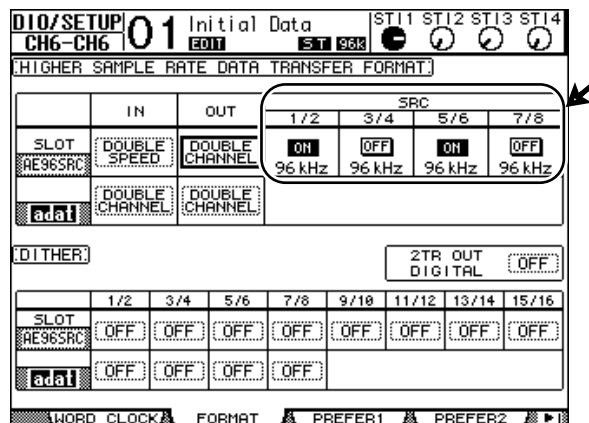 DIO/SETUP 01 Initial Data ST11 ST12 ST13 ST14
CH6-CH6 EDIT ST 96K
HIGHER SAMPLE RATE DATA TRANSFER FORMAT
IN OUT SRC
1/2 3/4 5/6 7/8
SLOT DOUBLE SPEED DOUBLE CHANNEL ON OFF ON OFF
AE96SRC 96 kHz 96 kHz 96 kHz 96 kHz
adat DOUBLE CHANNEL DOUBLE CHANNEL
DITHER
2TR OUT DIGITAL OFF
1/2 3/4 5/6 7/8 9/10 11/12 13/14 15/16
SLOT AE96SRC OFF OFF OFF OFF OFF OFF OFF OFF
adat OFF OFF OFF OFF
WORD CLOCK FORMAT PREFER1 PREFER2